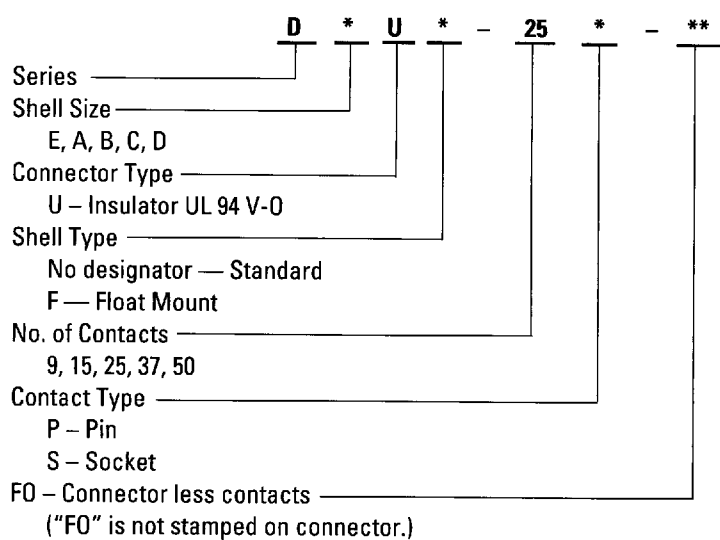 D * U * – 25 * – **
Series
Shell Size
E, A, B, C, D
Connector Type
U – Insulator UL 94 V-O
Shell Type
No designator — Standard
F — Float Mount
No. of Contacts
9, 15, 25, 37, 50
Contact Type
P – Pin
S – Socket
FO – Connector less contacts
("FO" is not stamped on connector.)